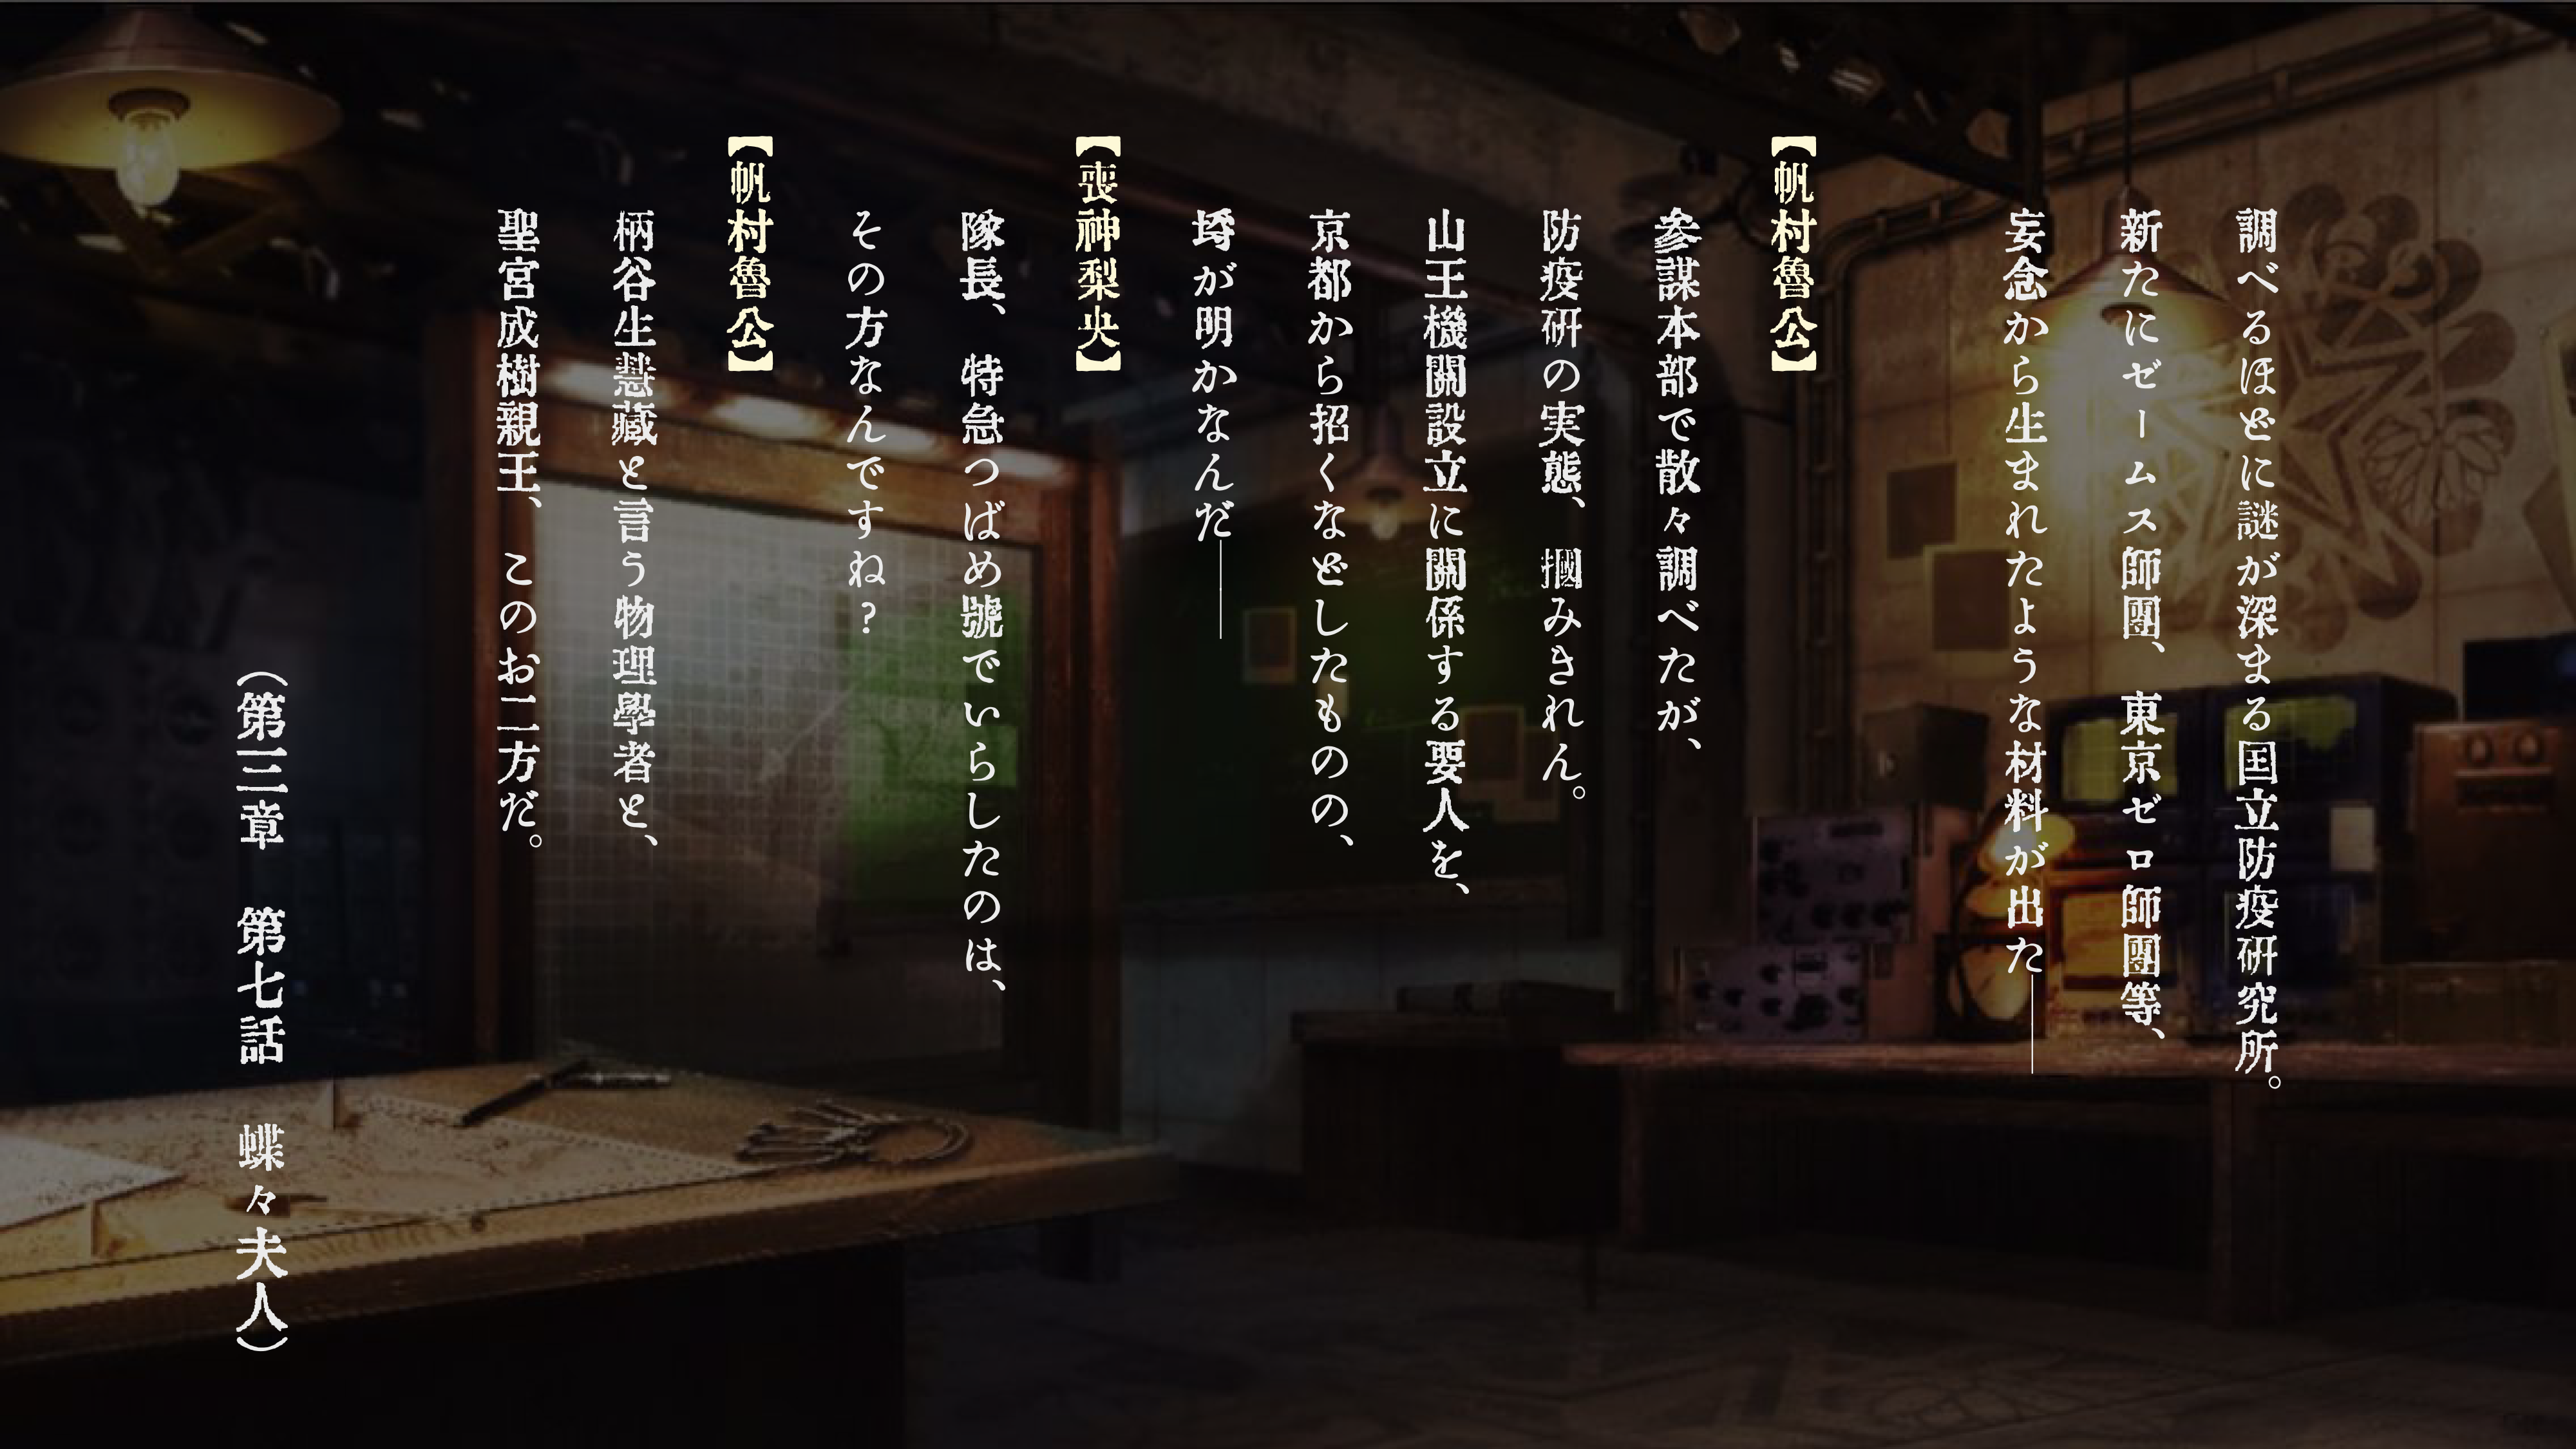 調べるほどに謎が深まる国立防疫研究所。
新たにゼームス師團、東京ゼロ師團等、
妄念から生まれたような材料が出た──
【帆村魯公】
参謀本部で散々調べたが、
防疫研の実態、摑みきれん。
山王機關設立に關係する要人を、
京都から招くなどしたものの、
埒が明かなんだ──
【喪神梨央】
隊長、特急つばめ號でいらしたのは、
その方なんですね?
【帆村魯公】
柄谷生慧藏と言う物理學者と、
聖宮成樹親王、このお二方だ。
(第三章 第七話 蝶々夫人)